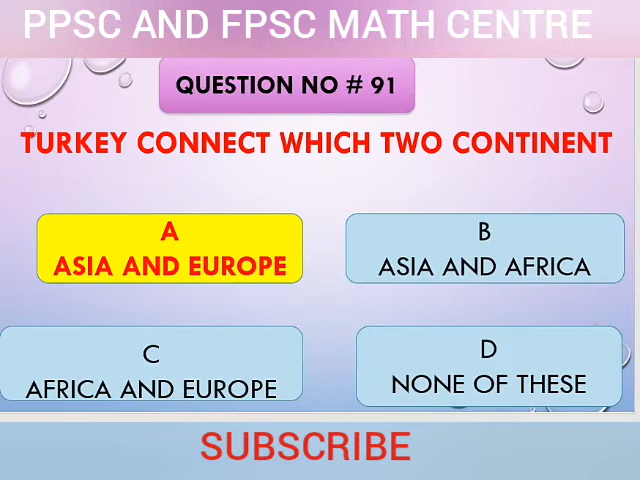 PPSC AND FPSC MATH CENTRE
QUESTION NO # 91
TURKEY CONNECT WHICH TWO CONTINENT
A
ASIA AND EUROPE
B
ASIA AND AFRICA
C
AFRICA AND EUROPE
D
NONE OF THESE
SUBSCRIBE